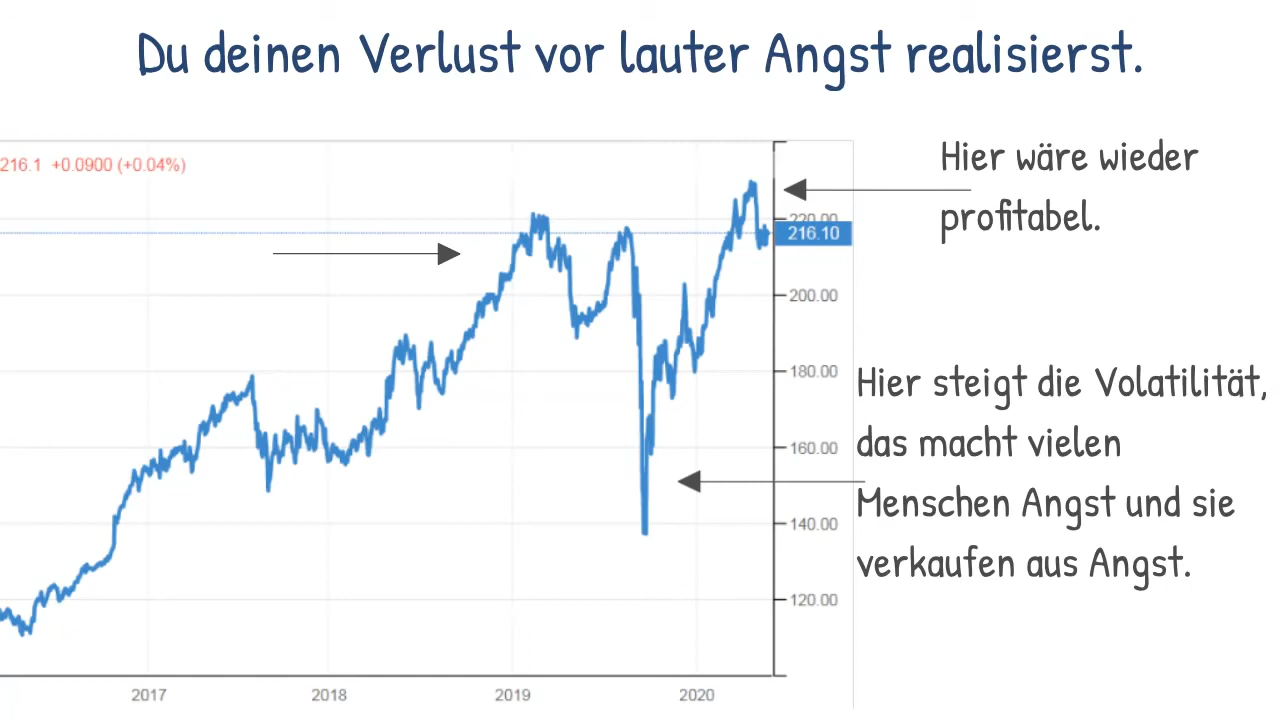 Du deinen Verlust vor lauter Angst realisierst.
216.1 +0.0900 (+0.04%)
Hier wäre wieder
profitabel.
220.00
216.10
200.00
180.00
Hier steigt die Volatilität,
das macht vielen
Menschen Angst und sie
verkaufen aus Angst.
160.00
140.00
120.00
2017 2018 2019 2020